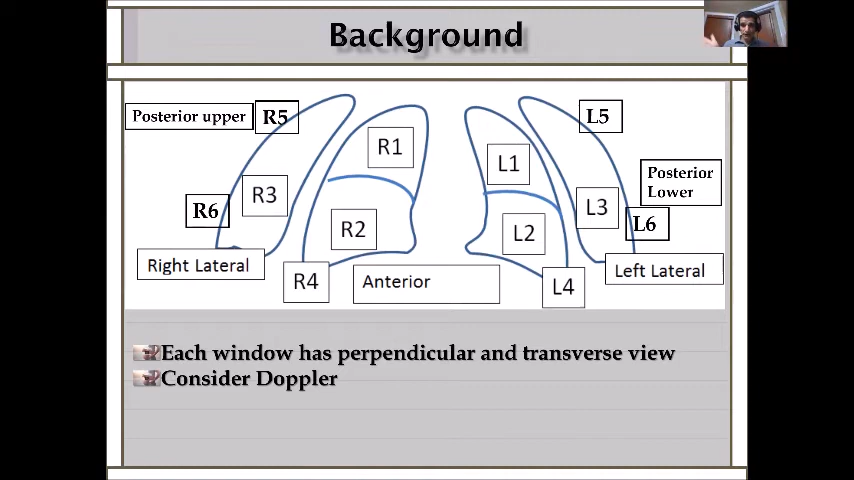 Background
Posterior upper
R5
R1
L1
L5
Posterior
Lower
R6
R3
R2
L2
L3
L6
Right Lateral
R4
Anterior
L4
Left Lateral
Each window has perpendicular and transverse view
Consider Doppler